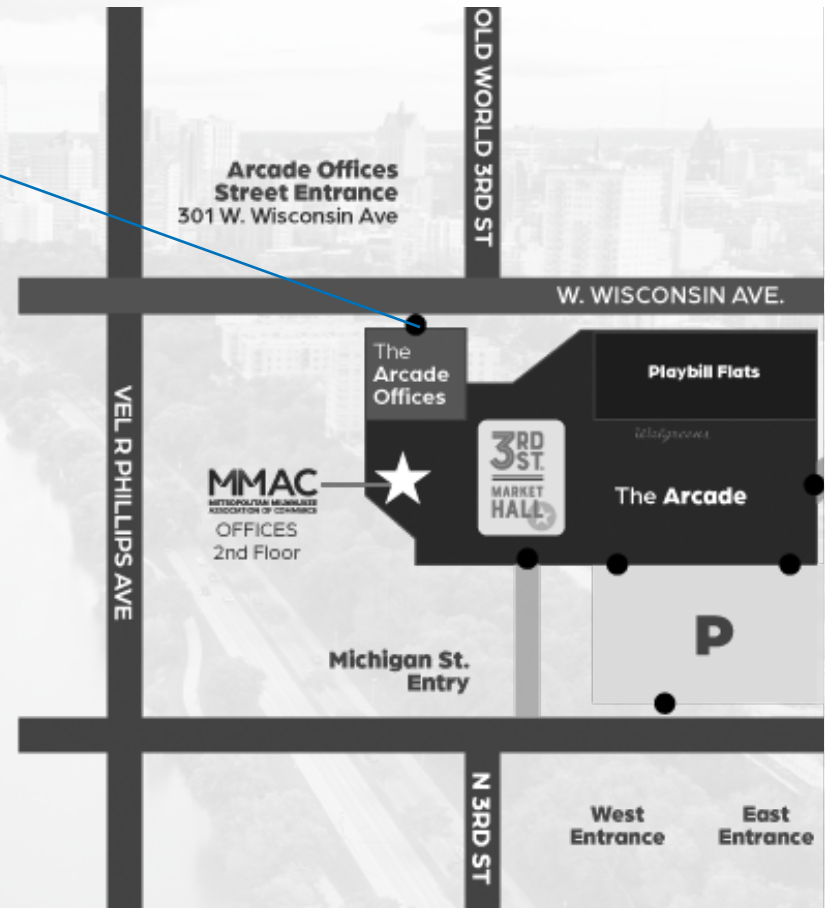 OLD WORLD 3RD ST
Arcade Offices
Street Entrance
301 W. Wisconsin Ave
W. WISCONSIN AVE.
The
Arcade
Offices
Playbill Flats
Walgreens
3RD
ST.
MARKET
HALL
The Arcade
VEL R PHILLIPS AVE
MMAC
METROPOLITAN MILWAUKEE
ASSOCIATION OF COMMERCE
OFFICES
2nd Floor
P
Michigan St.
Entry
N 3RD ST
West
Entrance
East
Entrance